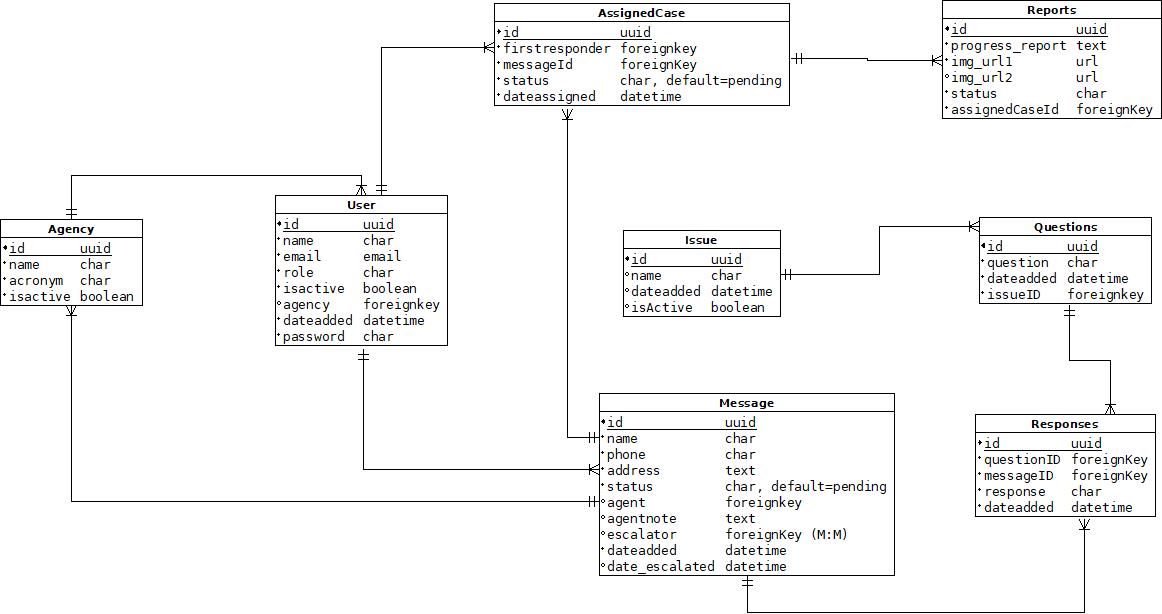 AssignedCase
id uuid
firstresponder foreignkey
messageId foreignKey
status char, default=pending
dateassigned datetime
Reports
id uuid
progress_report text
img_url1 url
img_url2 url
status char
assignedCaseId foreignKey
Agency
id uuid
name char
acronym char
isactive boolean
User
id uuid
name char
email email
role char
isactive boolean
agency foreignkey
dateadded datetime
password char
Issue
id uuid
name char
dateadded datetime
isActive boolean
Questions
id uuid
question char
dateadded datetime
issueID foreignkey
Message
id uuid
name char
phone char
address text
status char, default=pending
agent foreignkey
agentnote text
escalator foreignKey (M:M)
dateadded datetime
date_escalated datetime
Responses
id uuid
questionID foreignKey
messageID foreignKey
response char
dateadded datetime